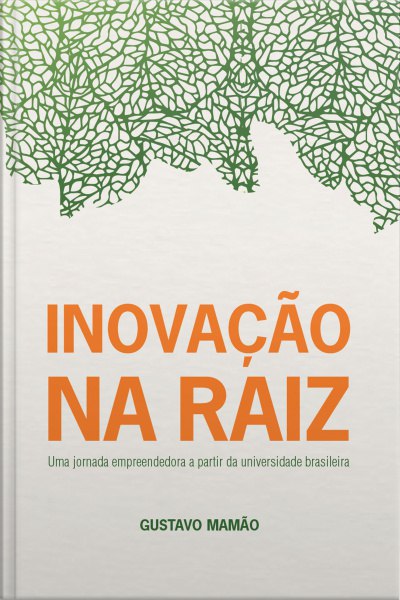 INOVAÇÃO
NA RAIZ
Uma jornada empreendedora a partir da universidade brasileira
GUSTAVO MAMÃO